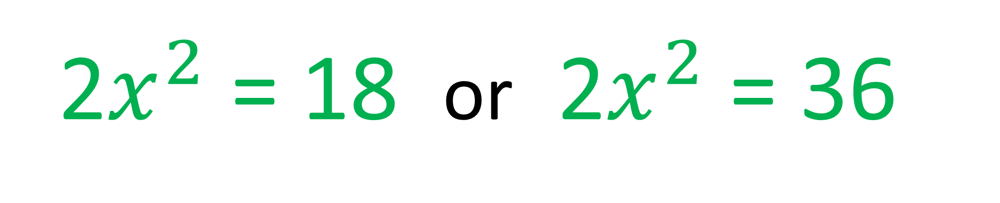 2x² = 18 or 2x² = 36